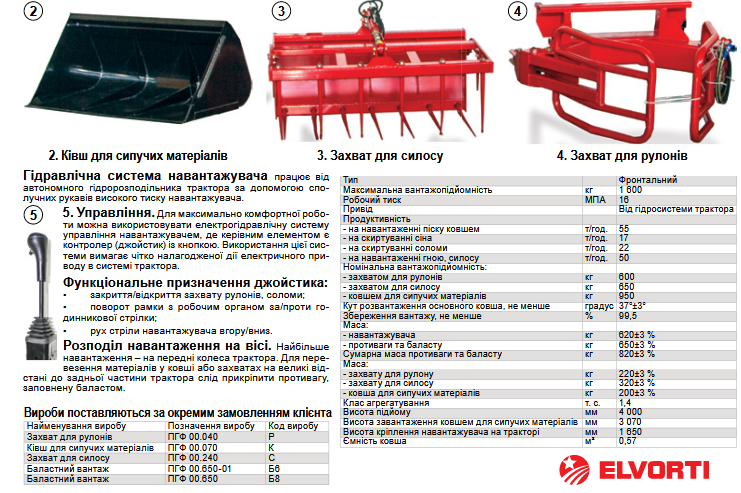 2
3
4
2. Ківш для сипучих матеріалів
3. Захват для силосу
4. Захват для рулонів
Гідравлічна система навантажувача працює від
автономного гідророзподільника трактора за допомогою спо-
лучних рукавів високого тиску навантажувача.
5
5. Управління. Для максимально комфортної робо-
ти можна використовувати електрогідравлічну систему
управління навантажувачем, де керівним елементом є
контролер (джойстик) із кнопкою. Використання цієї сис-
теми вимагає чітко налагодженої дії електричного при-
воду в системі трактора.
Функціональне призначення джойстика:
• закриття/відкриття захвату рулонів, соломи;
• поворот рамки з робочим органом за/проти го-
динникової стрілки;
• рух стріли навантажувача вгору/вниз.
Розподіл навантаження на вісі. Найбільше
навантаження – на передні колеса трактора. Для пере-
везення матеріалів у ковші або захватах на великі від-
стані до задньої частини трактора слід прикріпити противагу,
заповнену баластом.
Вироби поставляються за окремим замовленням клієнта
Найменування виробу Позначення виробу Код виробу
Захват для рулонів ПГФ 00.040 Р
Ківш для сипучих матеріалів ПГФ 00.070 К
Захват для силосу ПГФ 00.240 С
Баластний вантаж ПГФ 00.650-01 Б6
Баластний вантаж ПГФ 00.650 Б8
Тип Фронтальний
Максимальна вантажопідйомність кг 1 600
Робочий тиск МПА 16
Привід Від гідросистеми трактора
Продуктивність
- на навантаженні піску ковшем т/год. 55
- на скиртуванні сіна т/год. 17
- на скиртуванні соломи т/год. 22
- на навантаженні гною, силосу т/год. 50
Номінальна вантажопідйомність:
- захватом для рулонів кг 600
- захватом для силосу кг 650
- ковшем для сипучих матеріалів кг 950
Кут розвантаження основного ковша, не менше градус 37°±3°
Збереження вантажу, не менше % 99,5
Маса:
- навантажувача кг 620±3 %
- противаги та баласту кг 650±3 %
Сумарна маса противаги та баласту кг 820±3 %
Маса:
- захвату для рулону кг 220±3 %
- захвату для силосу кг 320±3 %
- ковша для сипучих матеріалів кг 200±3 %
Клас агрегатування т. с. 1,4
Висота підйому мм 4 000
Висота завантаження ковшем для сипучих матеріалів мм 3 070
Висота кріплення навантажувача на тракторі мм 1 650
Ємність ковша м³ 0,57
ELVORTI